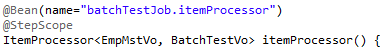 @Bean(name="batchTestJob.itemProcessor")
@StepScope
ItemProcessor<EmpMstVo, BatchTestVo> itemProcessor() {